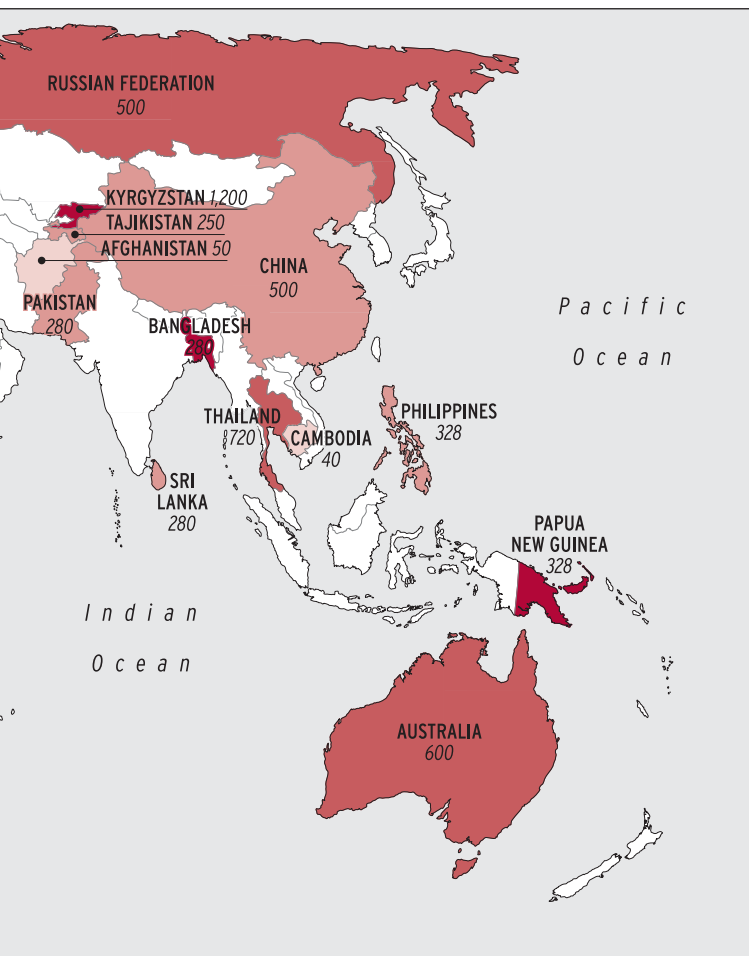 RUSSIAN FEDERATION
500
KYRGYZSTAN 1,200
TAJIKISTAN 250
AFGHANISTAN 50
CHINA
500
PAKISTAN
280
BANGLADESH
280
Pacific
Ocean
THAILAND
720
CAMBODIA
40
PHILIPPINES
328
SRI
LANKA
280
PAPUA
NEW GUINEA
328
Indian
Ocean
AUSTRALIA
600